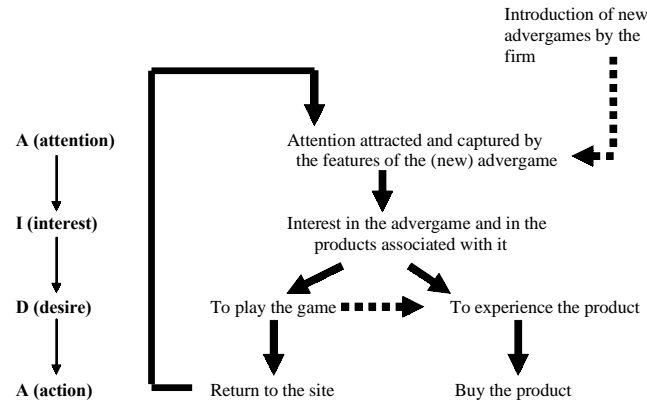 Introduction of new
advergames by the
firm
A (attention)
Attention attracted and captured by
the features of the (new) advergame
I (interest)
Interest in the advergame and in the
products associated with it
D (desire)
To play the game
To experience the product
A (action)
Return to the site
Buy the product